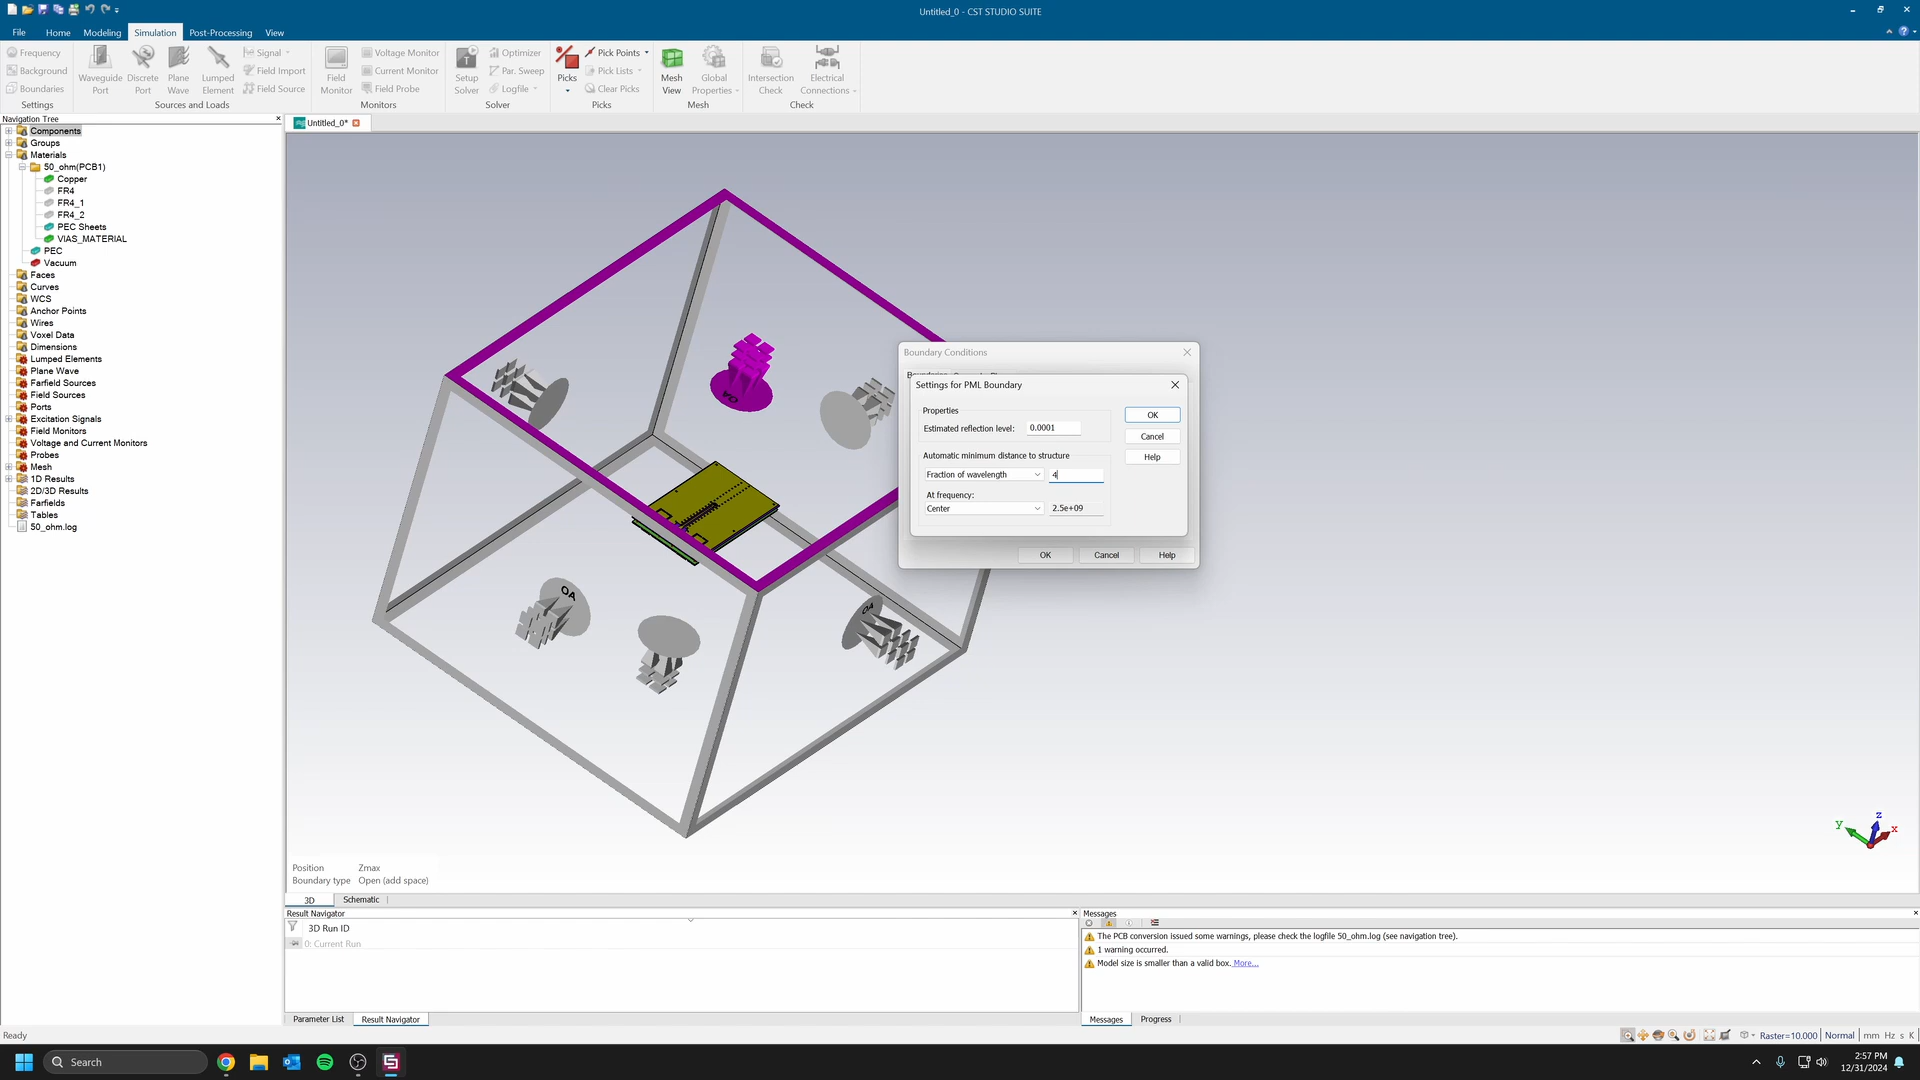 Untitled_0 - CST STUDIO SUITE
File Home Modeling Simulation Post-Processing View
Frequency
Background
Boundaries
Settings
Waveguide Port
Discrete Port
Plane Wave
Lumped Element
Signal
Field Import
Field Source
Sources and Loads
Field Monitor
Voltage Monitor
Current Monitor
Field Probe
Monitors
Setup Solver
Optimizer
Par. Sweep
Logfile
Solver
Picks
Pick Points
Pick Lists
Clear Picks
Picks
Mesh View
Global Properties
Mesh
Intersection Check
Electrical Connections
Check
Navigation Tree
Components
Groups
Materials
50_ohm(PCB1)
Copper
FR4
FR4_1
FR4_2
PEC Sheets
VIAS_MATERIAL
PEC
Vacuum
Faces
Curves
WCS
Anchor Points
Wires
Voxel Data
Dimensions
Lumped Elements
Plane Wave
Farfield Sources
Field Sources
Ports
Excitation Signals
Field Monitors
Voltage and Current Monitors
Probes
Mesh
1D Results
2D/3D Results
Farfields
Tables
50_ohm.log
Untitled_0*
Boundary Conditions
Settings for PML Boundary
Properties
Estimated reflection level: 0.0001
Automatic minimum distance to structure
Fraction of wavelength 4
At frequency:
Center 2.5e+09
OK
Cancel
Help
OK Cancel Help
OA
OA
OA
z
y
x
Position Zmax
Boundary type Open (add space)
3D Schematic
Result Navigator
3D Run ID
0: Current Run
Parameter List Result Navigator
Messages
The PCB conversion issued some warnings, please check the logfile 50_ohm.log (see navigation tree).
1 warning occurred.
Model size is smaller than a valid box. More...
Messages Progress
Ready
Raster=10.000 Normal mm Hz s K
Search
2:57 PM
12/31/2024